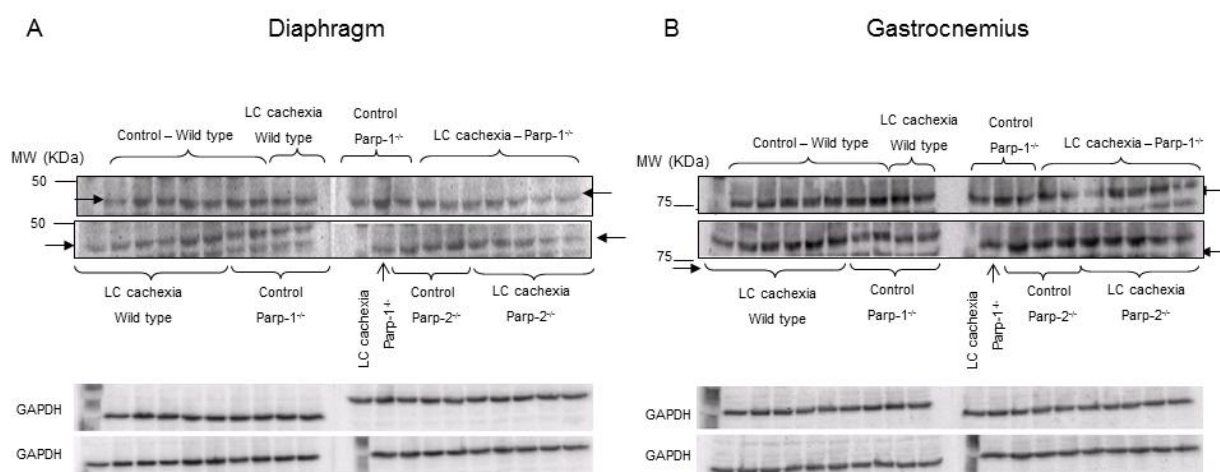 A Diaphragm
LC cachexia Control
Control – Wild type Wild type Parp-1-/- LC cachexia – Parp-1-/-
MW (KDa)
50
50
LC cachexia Control LC cachexia Parp-1-/- Control LC cachexia
Wild type Parp-1-/- Parp-2-/- Parp-2-/-
GAPDH
GAPDH
B Gastrocnemius
LC cachexia Control
Control – Wild type Wild type Parp-1-/- LC cachexia – Parp-1-/-
MW (KDa)
75
75
LC cachexia Control LC cachexia Parp-1-/- Control LC cachexia
Wild type Parp-1-/- Parp-2-/- Parp-2-/-
GAPDH
GAPDH